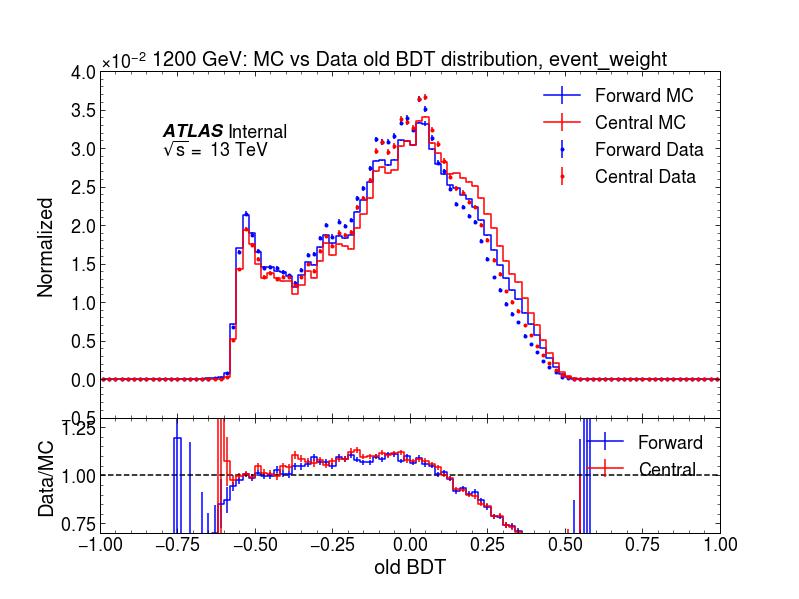 ×10⁻² 1200 GeV: MC vs Data old BDT distribution, event_weight
4.0
3.5
3.0
2.5
2.0
1.5
1.0
0.5
0.0
Normalized
ATLAS Internal
√s = 13 TeV
Forward MC
Central MC
Forward Data
Central Data
0.5
1.25
1.00
0.75
Data/MC
Forward
Central
−1.00 −0.75 −0.50 −0.25 0.00 0.25 0.50 0.75 1.00
old BDT